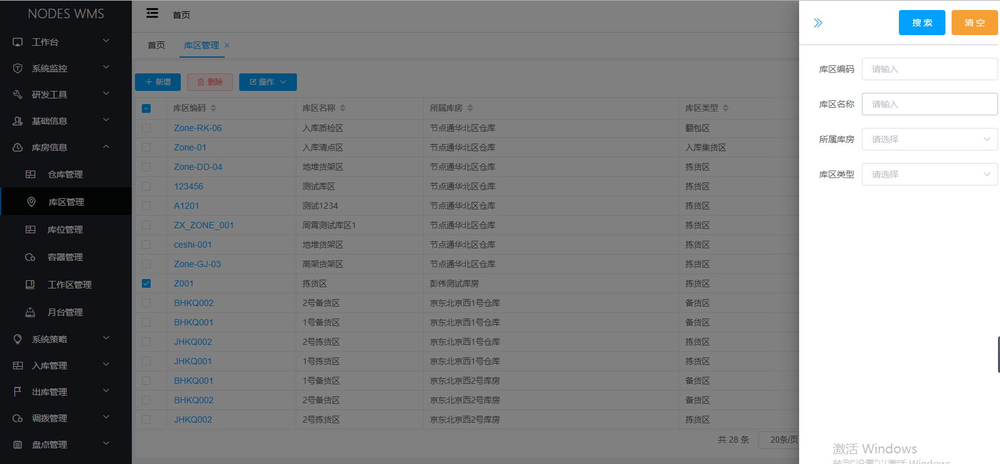 NODES WMS
工作台
系统监控
研发工具
基础信息
库房信息
仓库管理
库区管理
库位管理
容器管理
工作区管理
月台管理
系统策略
入库管理
出库管理
调拨管理
盘点管理
首页
首页 库区管理
新增 删除 操作
库区编码 库区名称 所属库房 库区类型
Zone-RK-06 入库质检区 节点通华北区仓库 翻包区
Zone-01 入库清点区 节点通华北区仓库 入库集货区
Zone-DD-04 地堆货架区 节点通华北区仓库 拣货区
123456 测试库区 节点通华北区仓库 拣货区
A1201 测试1234 节点通华北区仓库 拣货区
ZX_ZONE_001 周霄测试库区1 节点通华北区仓库 拣货区
ceshi-001 地堆货架区 节点通华北区仓库 拣货区
Zone-GJ-03 高架货架区 节点通华北区仓库 拣货区
Z001 拣货区 彭伟测试库房 拣货区
BHKQ002 2号备货区 京东北京西1号仓库 备货区
BHKQ001 1号备货区 京东北京西1号仓库 备货区
JHKQ002 2号拣货区 京东北京西1号仓库 拣货区
JHKQ001 1号拣货区 京东北京西1号仓库 拣货区
BHKQ001 1号备货区 京东北京西2号库房 备货区
BHKQ002 2号备货区 京东北京西2号库房 备货区
JHKQ002 2号拣货区 京东北京西2号库房 拣货区
共 28 条 20条/页
搜 索 清 空
库区编码 请输入
库区名称 请输入
所属库房 请选择
库区类型 请选择
激活 Windows
转到"设置"以激活 Windows